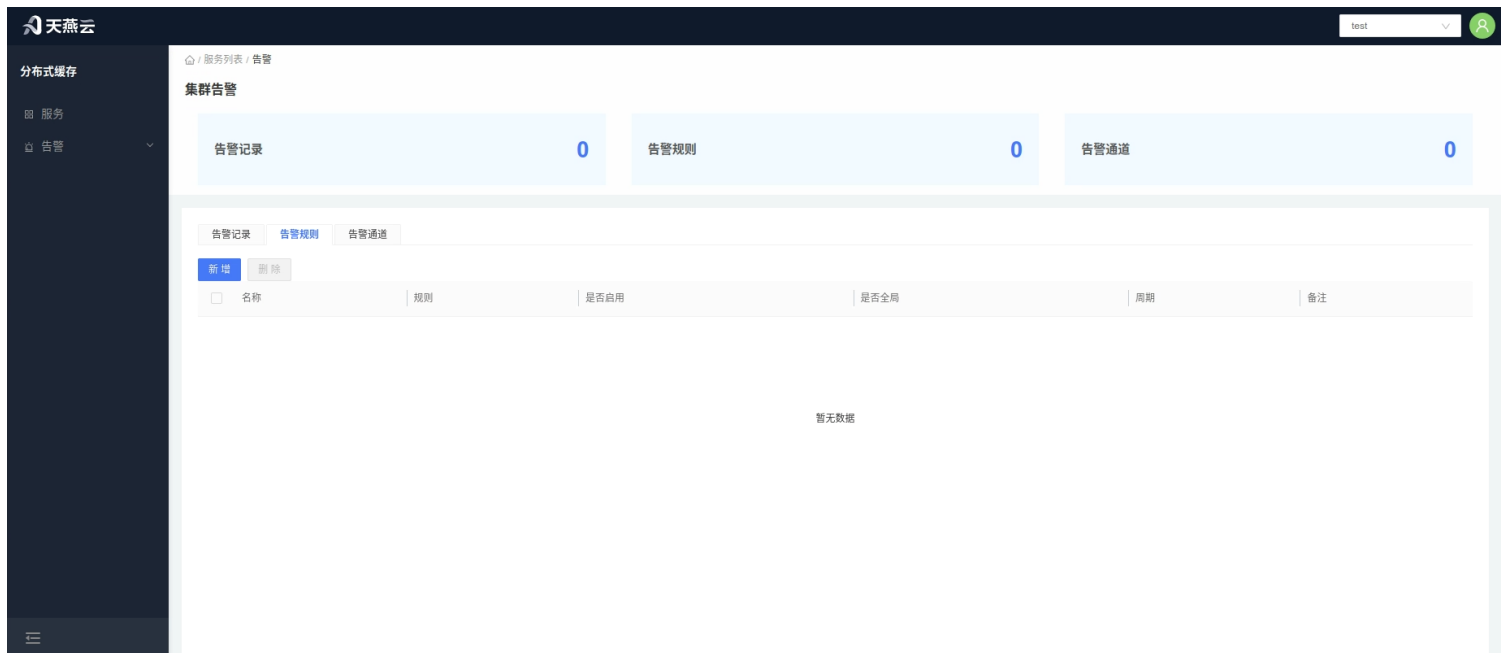 天燕云
test
分布式缓存
服务
告警
/ 服务列表 / 告警
集群告警
告警记录 0
告警规则 0
告警通道 0
告警记录 告警规则 告警通道
新 增 删 除
名称 规则 是否启用 是否全局 周期 备注
暂无数据